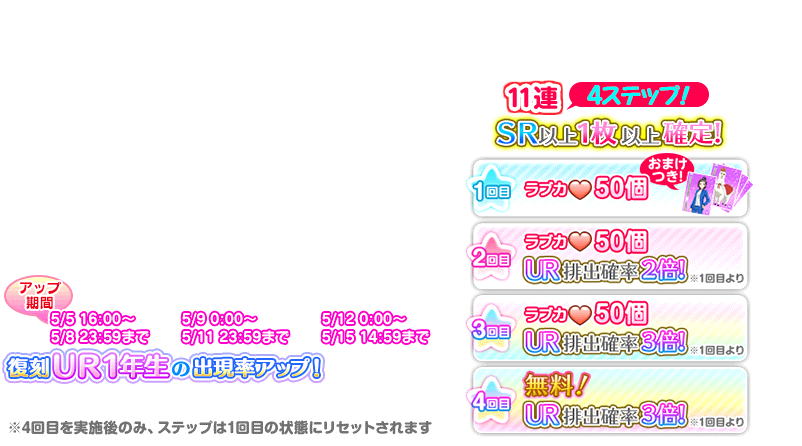 11連
4ステップ!
SR以上1枚以上確定!
1回目
ラブカ♥50個
おまけ
つき!
2回目
ラブカ♥50個
UR排出確率2倍!
※1回目より
3回目
ラブカ♥50個
UR排出確率3倍!
※1回目より
4回目
無料!
UR排出確率3倍!
※1回目より
アップ
期間
5/5 16:00〜
5/8 23:59まで
5/9 0:00〜
5/11 23:59まで
5/12 0:00〜
5/15 14:59まで
復刻UR1年生の出現率アップ!
※4回目を実施後のみ、ステップは1回目の状態にリセットされます